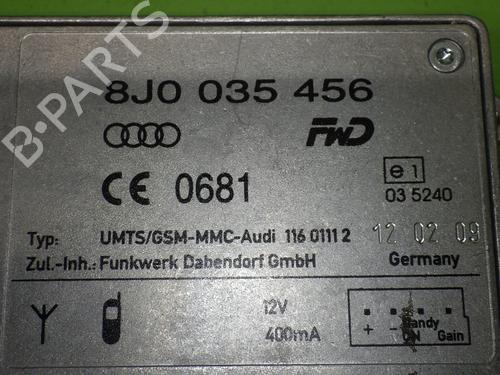 8J0 035 456
FWD
CE 0681
e1
03 5240
Typ: UMTS/GSM-MMC-Audi 116 0111 2
12 02 09
Zul.-Inh.: Funkwerk Dabendorf GmbH
Germany
12V
400mA
+ - Handy ON Gain
B-PARTS